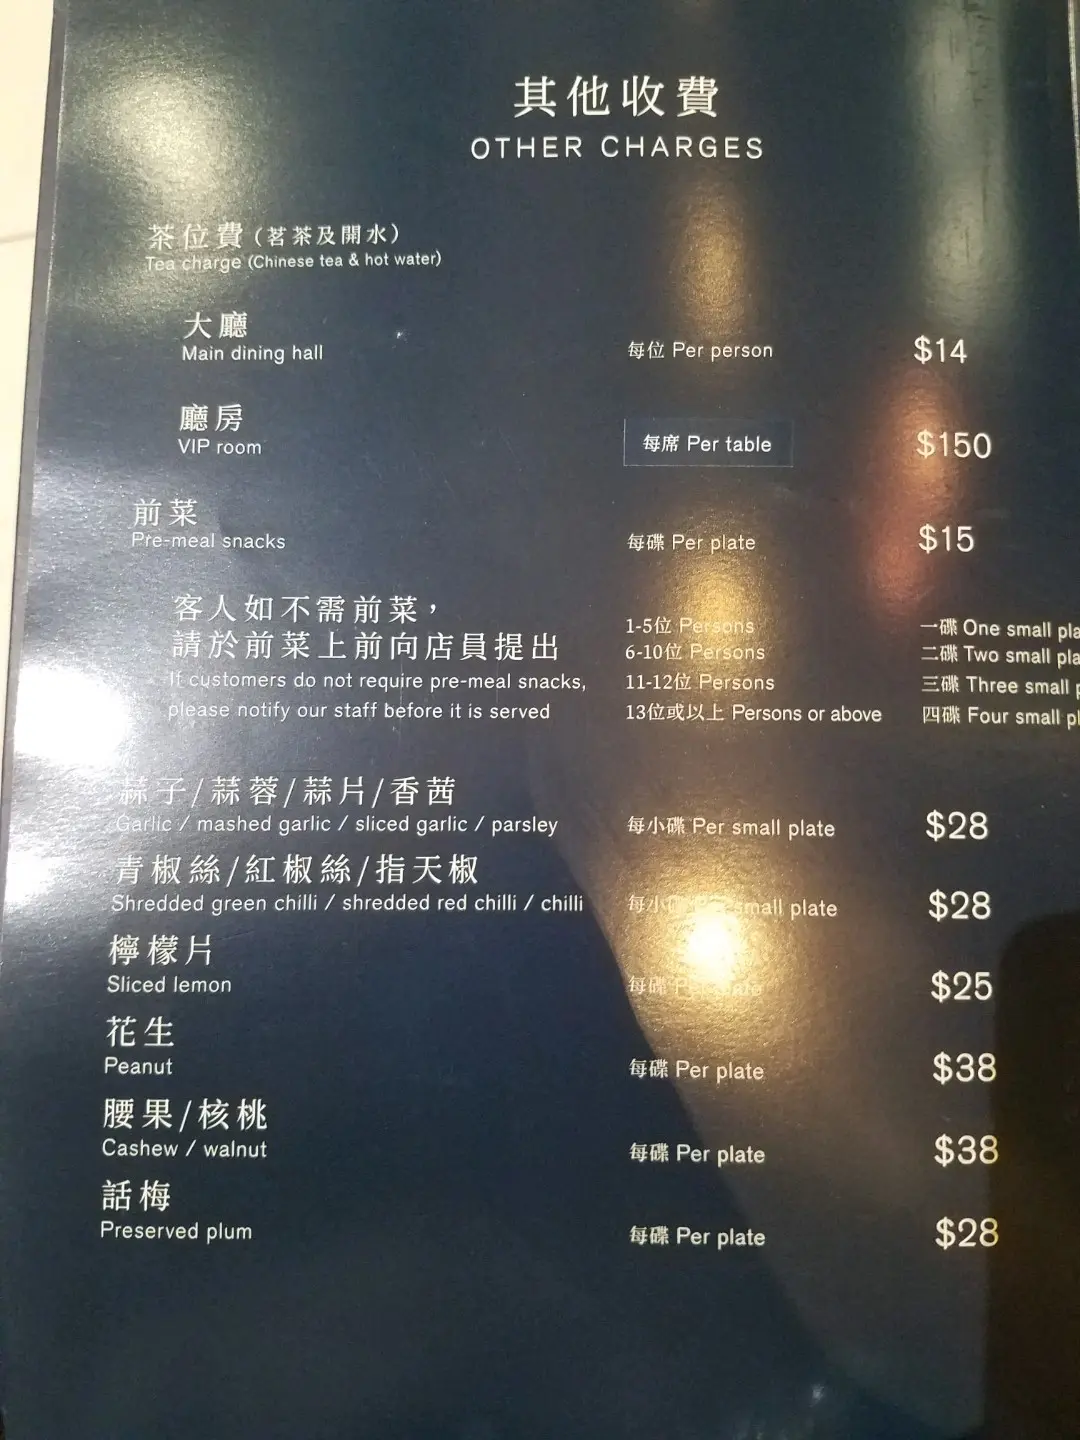 其他收費
OTHER CHARGES
茶位費（茗茶及開水）
Tea charge (Chinese tea & hot water)
大廳
Main dining hall
每位 Per person $14
廳房
VIP room
每席 Per table $150
前菜
Pre-meal snacks
每碟 Per plate $15
客人如不需前菜，
請於前菜上前向店員提出
If customers do not require pre-meal snacks,
please notify our staff before it is served
1-5位 Persons 一碟 One small
6-10位 Persons 二碟 Two small
11-12位 Persons 三碟 Three small
13位或以上 Persons or above 四碟 Four small
蒜子/蒜蓉/蒜片/香茜
Garlic / mashed garlic / sliced garlic / parsley
每小碟 Per small plate $28
青椒絲/紅椒絲/指天椒
Shredded green chilli / shredded red chilli / chilli
每小碟 Per small plate $28
檸檬片
Sliced lemon
每碟 Per plate $25
花生
Peanut
每碟 Per plate $38
腰果/核桃
Cashew / walnut
每碟 Per plate $38
話梅
Preserved plum
每碟 Per plate $28